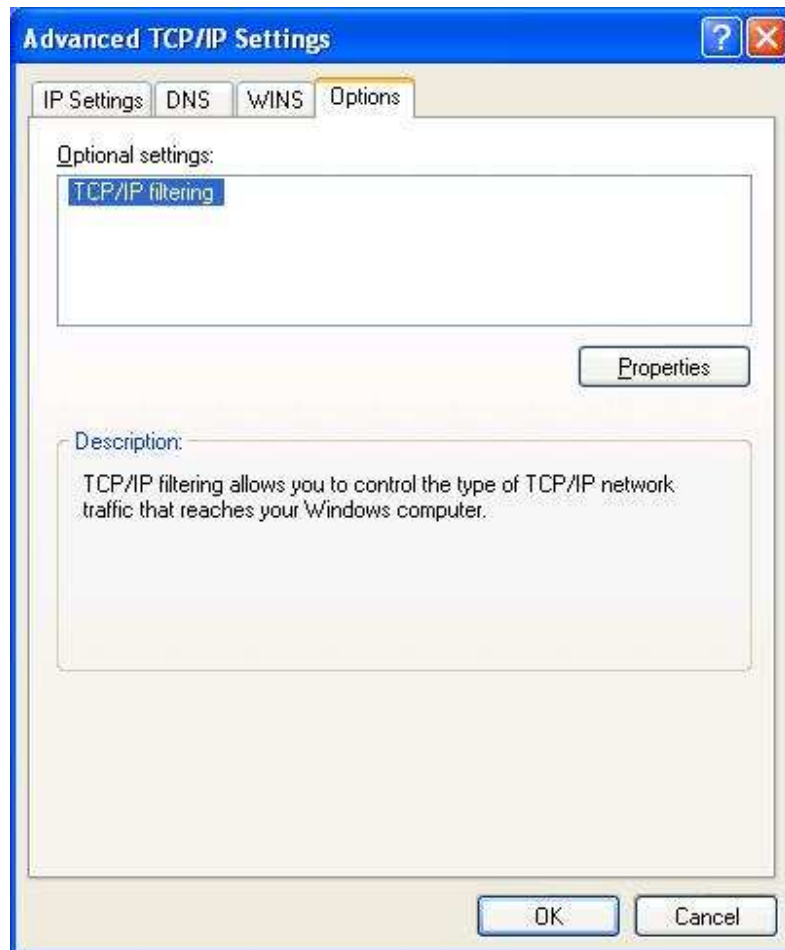 Advanced TCP/IP Settings
?
X
IP Settings
DNS
WINS
Options
Optional settings:
TCP/IP filtering
Properties
Description:
TCP/IP filtering allows you to control the type of TCP/IP network
traffic that reaches your Windows computer.
OK
Cancel